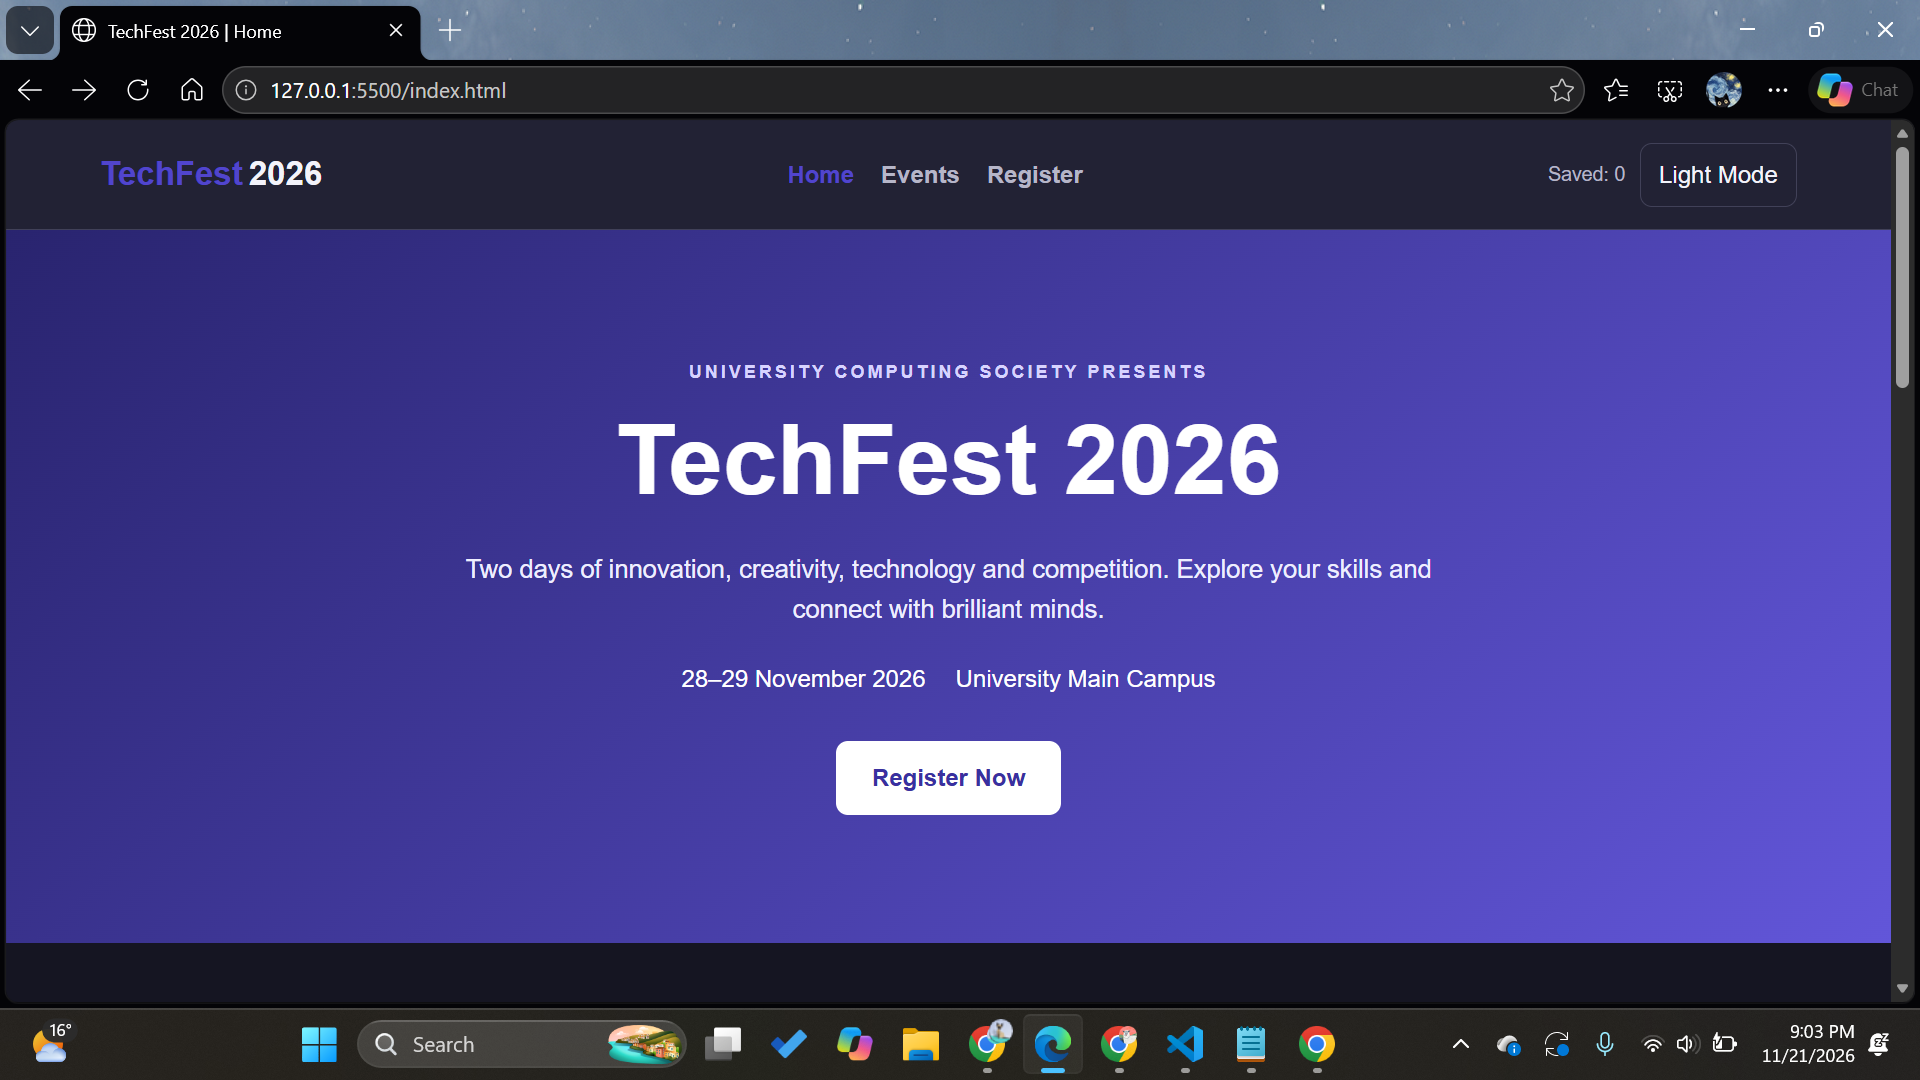 TechFest 2026 | Home
127.0.0.1:5500/index.html
Chat
TechFest 2026
Home
Events
Register
Saved: 0
Light Mode
UNIVERSITY COMPUTING SOCIETY PRESENTS
TechFest 2026
Two days of innovation, creativity, technology and competition. Explore your skills and
connect with brilliant minds.
28–29 November 2026
University Main Campus
Register Now
16°
Search
9:03 PM
11/21/2026